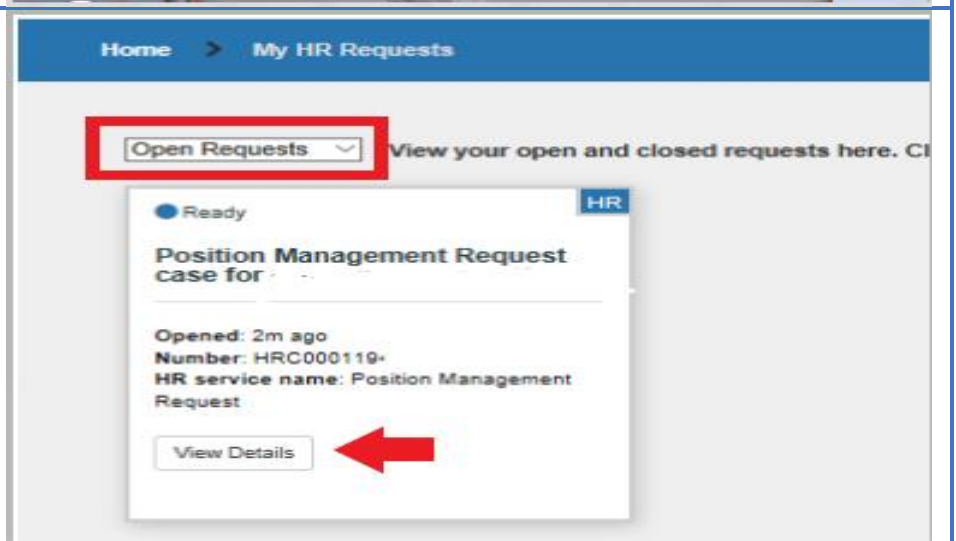 Home > My HR Requests
Open Requests View your open and closed requests here. Cl
Ready HR
Position Management Request
case for
Opened: 2m ago
Number: HRC000119
HR service name: Position Management
Request
View Details